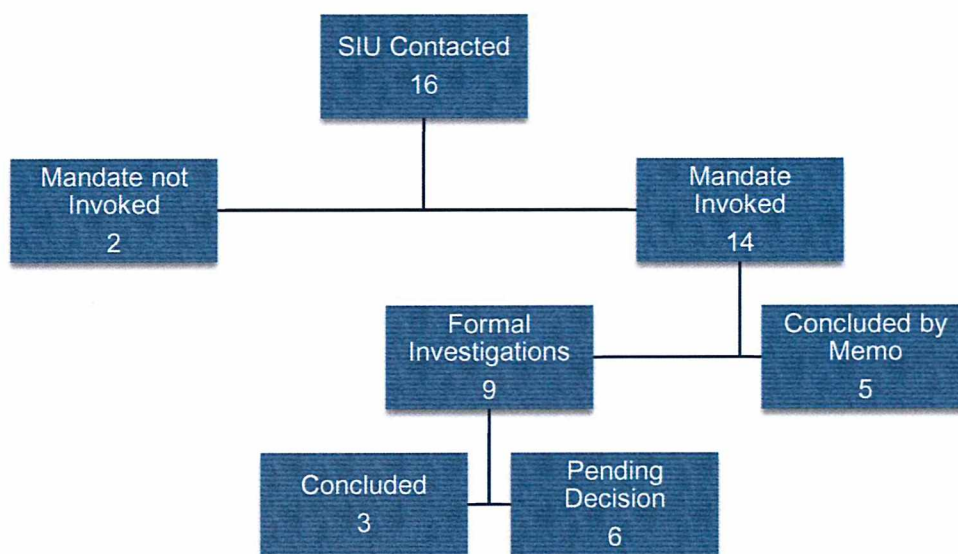 SIU Contacted
16
Mandate not
Invoked
2
Mandate
Invoked
14
Formal
Investigations
9
Concluded by
Memo
5
Concluded
3
Pending
Decision
6